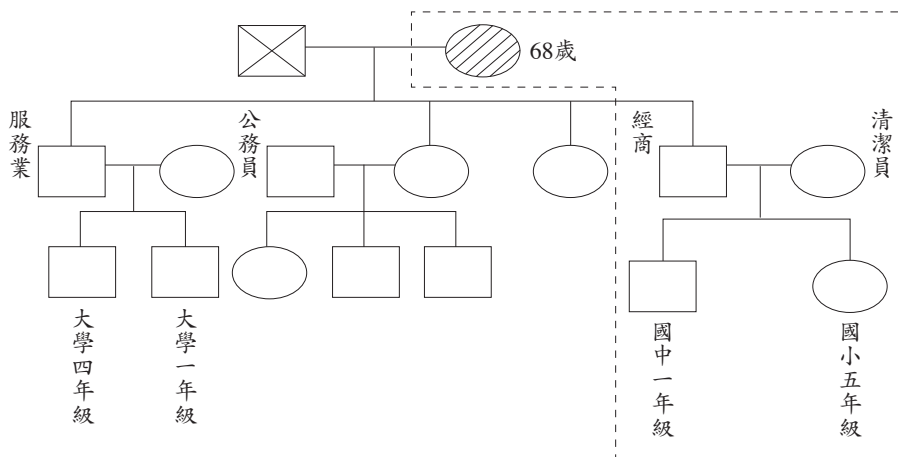 68歲
服務業
公務員
經商
清潔員
大學四年級
大學一年級
國中一年級
國小五年級